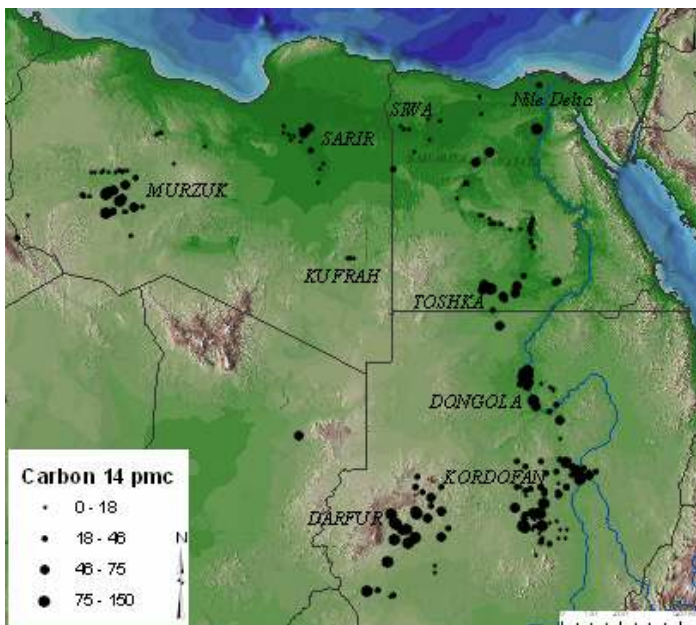 Nile Delta
SIWA
SARIR
MURZUK
KUFRAH
TOSHKA
DONGOLA
KORDOFAN
DARFUR
Carbon 14 pmc
0 - 18
18 - 46
46 - 75
75 - 150
N